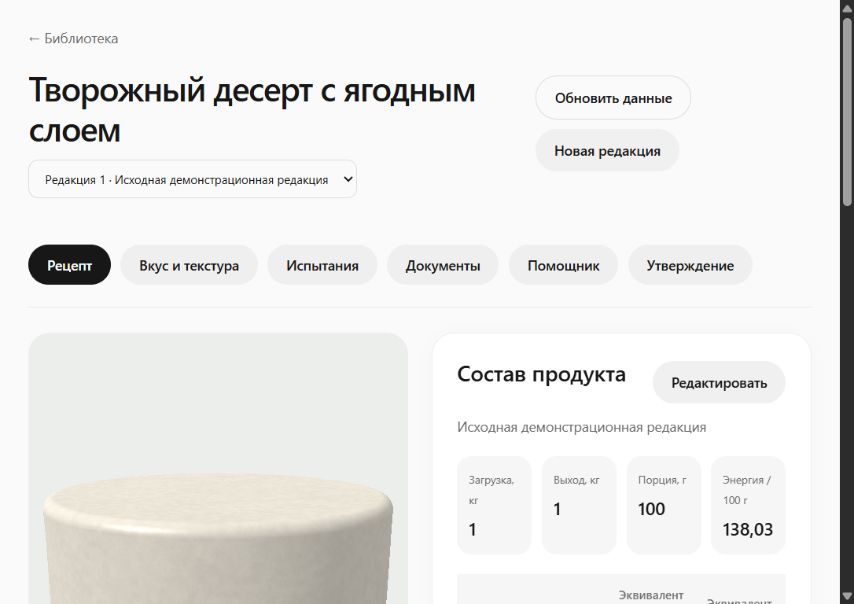 ← Библиотека
Творожный десерт с ягодным
слоем
Обновить данные
Новая редакция
Редакция 1 · Исходная демонстрационная редакция
Рецепт
Вкус и текстура
Испытания
Документы
Помощник
Утверждение
Состав продукта
Редактировать
Исходная демонстрационная редакция
Загрузка,
кг
1
Выход, кг
1
Порция, г
100
Энергия /
100 г
138,03
Эквивалент
Эквивалент